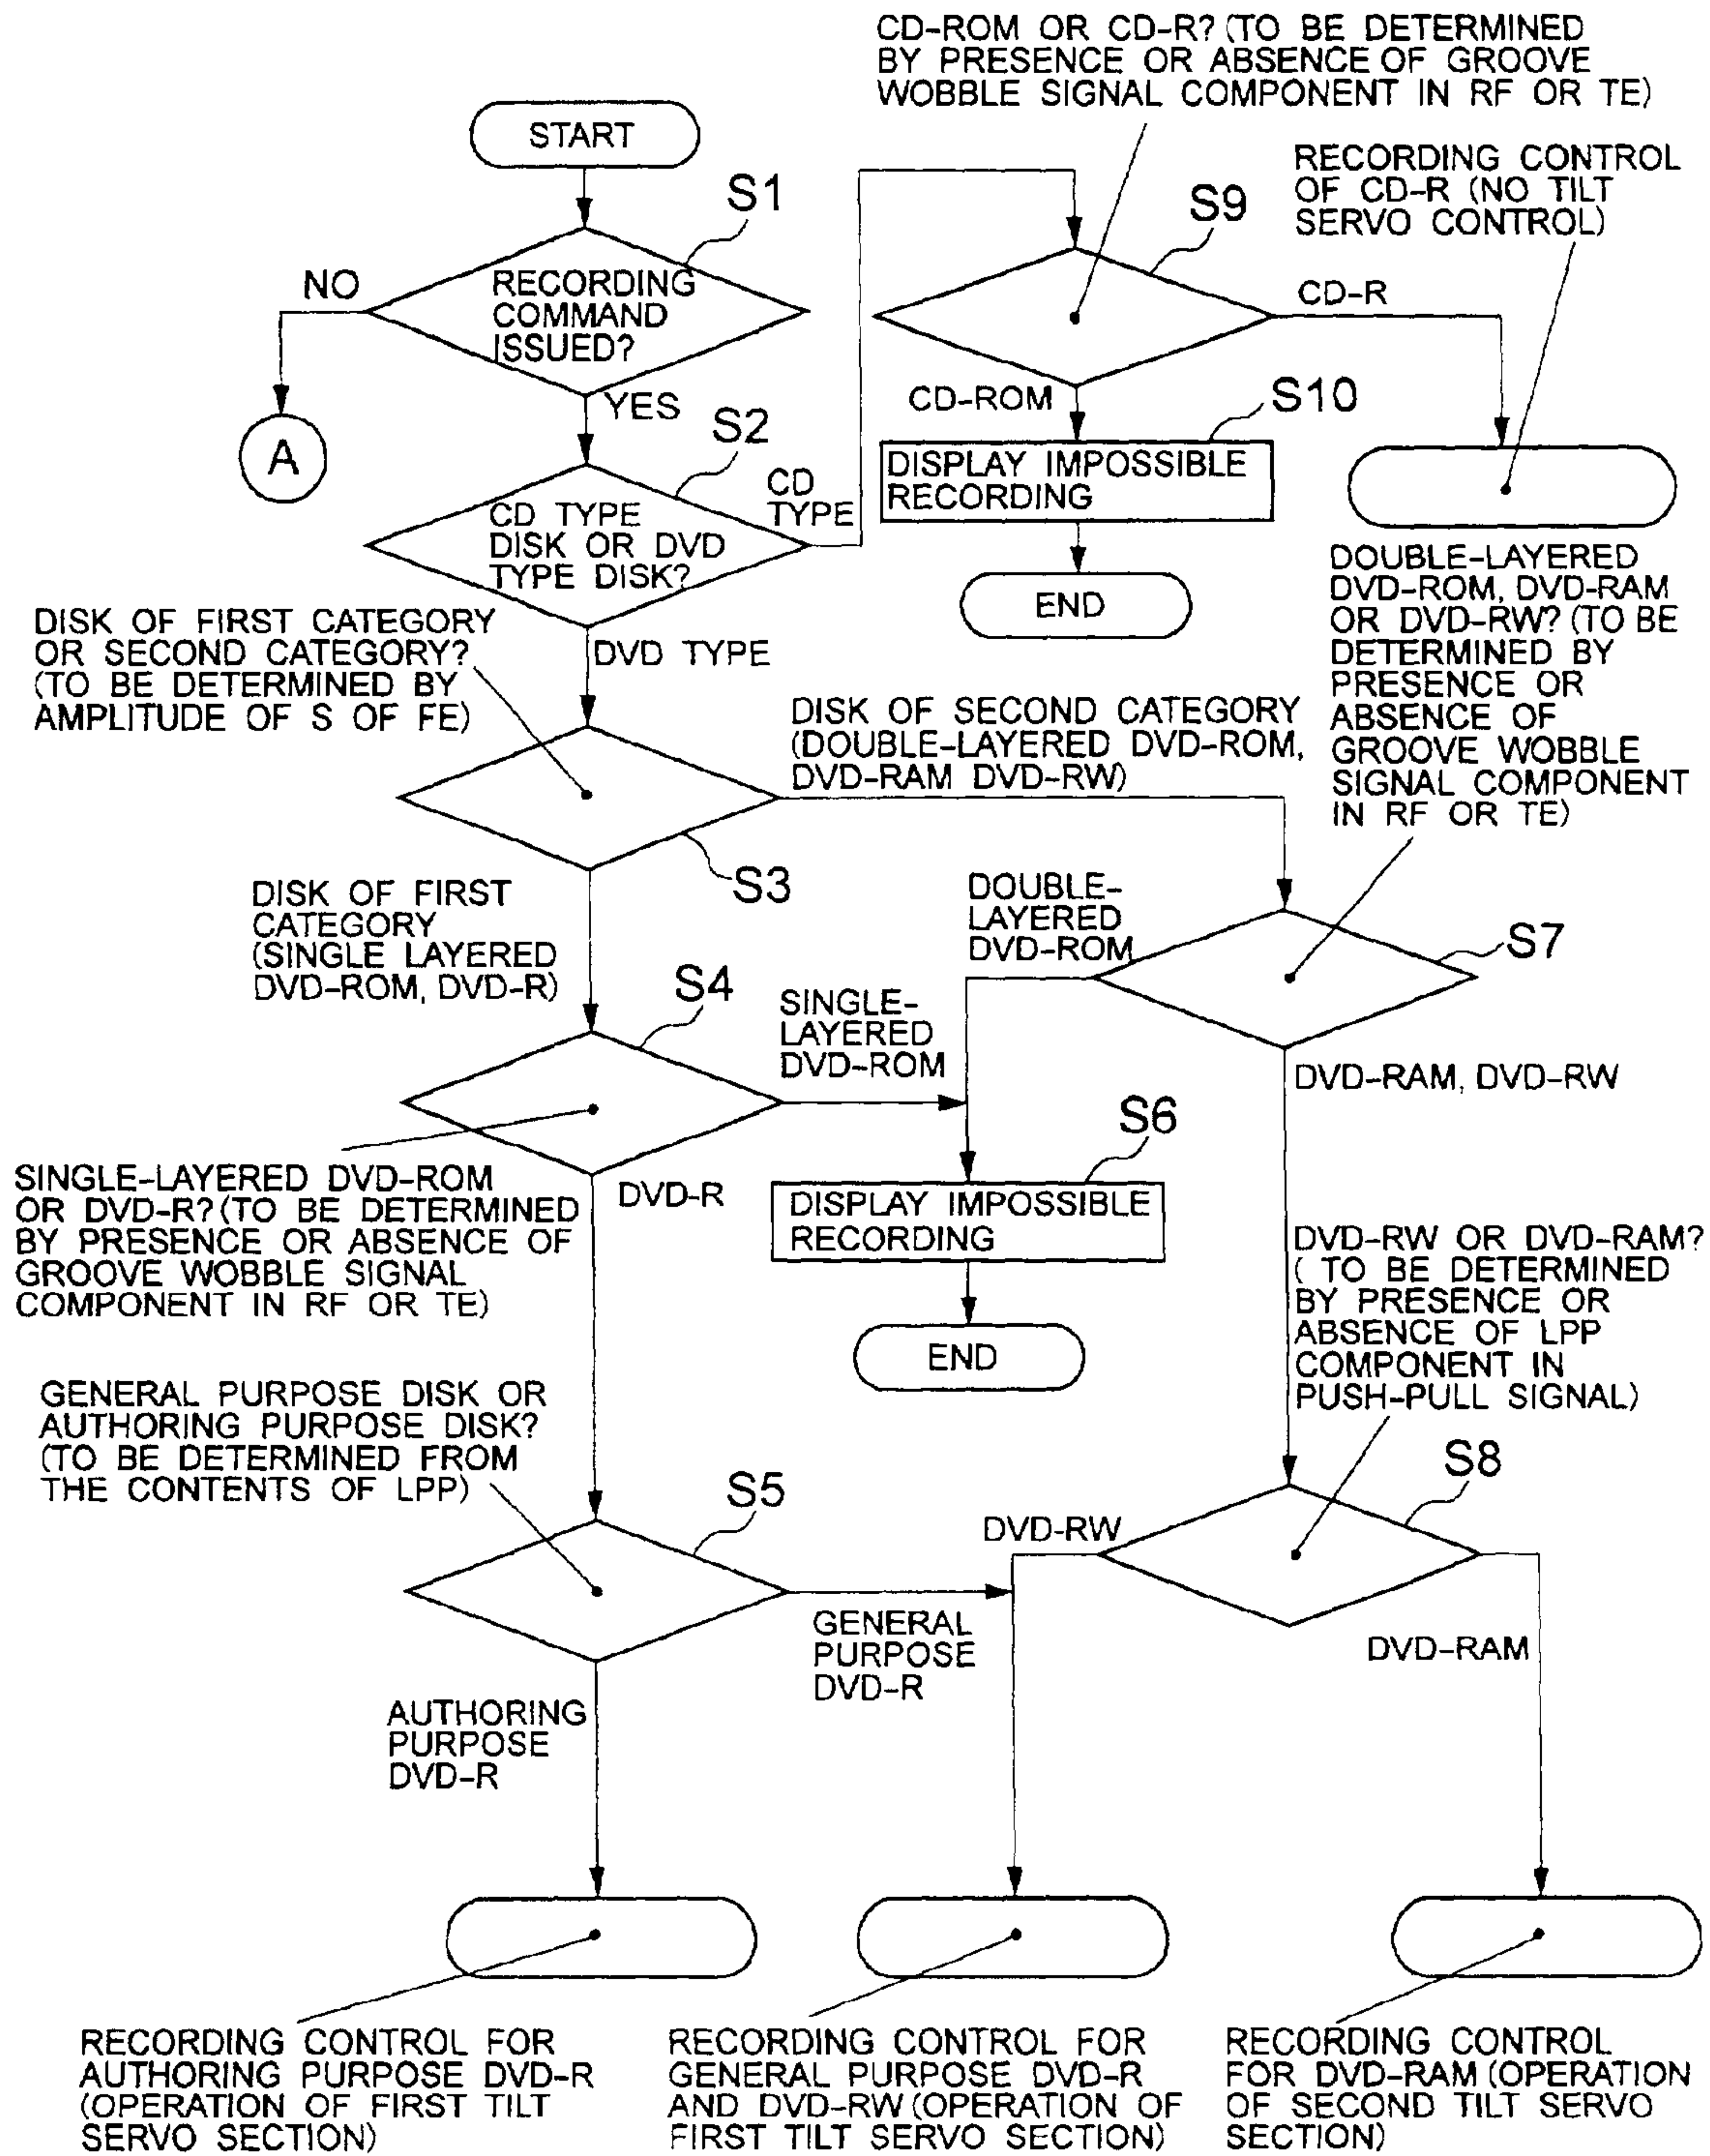 CD-ROM OR CD-R? (TO BE DETERMINED
BY PRESENCE OR ABSENCE OF GROOVE
WOBBLE SIGNAL COMPONENT IN RF OR TE)
START
S1
RECORDING
COMMAND
ISSUED?
NO
YES
A
S2
CD TYPE
DISK OR DVD
TYPE DISK?
CD
TYPE
DVD TYPE
S9
RECORDING CONTROL
OF CD-R (NO TILT
SERVO CONTROL)
CD-R
CD-ROM
S10
DISPLAY IMPOSSIBLE
RECORDING
END
DISK OF FIRST CATEGORY
OR SECOND CATEGORY?
(TO BE DETERMINED BY
AMPLITUDE OF S OF FE)
DISK OF SECOND CATEGORY
(DOUBLE-LAYERED DVD-ROM,
DVD-RAM DVD-RW)
DOUBLE-LAYERED
DVD-ROM, DVD-RAM
OR DVD-RW? (TO BE
DETERMINED BY
PRESENCE OR
ABSENCE OF
GROOVE WOBBLE
SIGNAL COMPONENT
IN RF OR TE)
S3
DISK OF FIRST
CATEGORY
(SINGLE LAYERED
DVD-ROM, DVD-R)
DOUBLE-
LAYERED
DVD-ROM
S7
S4
SINGLE-
LAYERED
DVD-ROM
DVD-RAM, DVD-RW
SINGLE-LAYERED DVD-ROM
OR DVD-R? (TO BE DETERMINED
BY PRESENCE OR ABSENCE OF
GROOVE WOBBLE SIGNAL
COMPONENT IN RF OR TE)
DVD-R
S6
DISPLAY IMPOSSIBLE
RECORDING
END
DVD-RW OR DVD-RAM?
( TO BE DETERMINED
BY PRESENCE OR
ABSENCE OF LPP
COMPONENT IN
PUSH-PULL SIGNAL)
GENERAL PURPOSE DISK OR
AUTHORING PURPOSE DISK?
(TO BE DETERMINED FROM
THE CONTENTS OF LPP)
S5
S8
DVD-RW
GENERAL
PURPOSE
DVD-R
DVD-RAM
AUTHORING
PURPOSE
DVD-R
RECORDING CONTROL FOR
AUTHORING PURPOSE DVD-R
(OPERATION OF FIRST TILT
SERVO SECTION)
RECORDING CONTROL FOR
GENERAL PURPOSE DVD-R
AND DVD-RW (OPERATION OF
FIRST TILT SERVO SECTION)
RECORDING CONTROL
FOR DVD-RAM (OPERATION
OF SECOND TILT SERVO
SECTION)